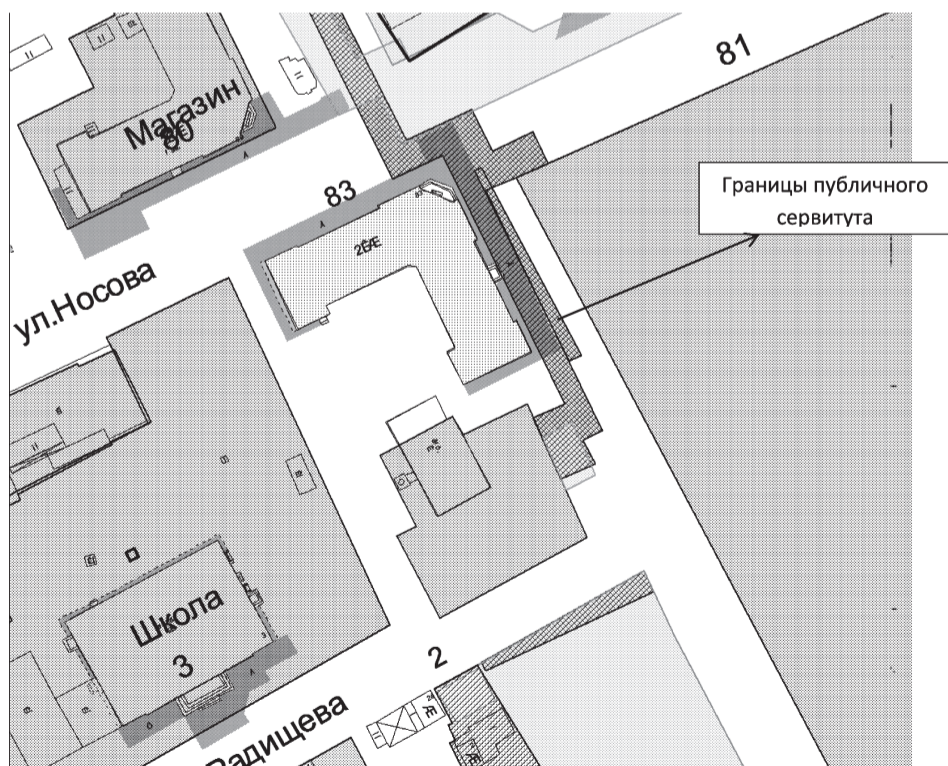 81
Магазин
80
Границы публичного
сервитута
83
ул.Носова
Школа
3
2
Радищева